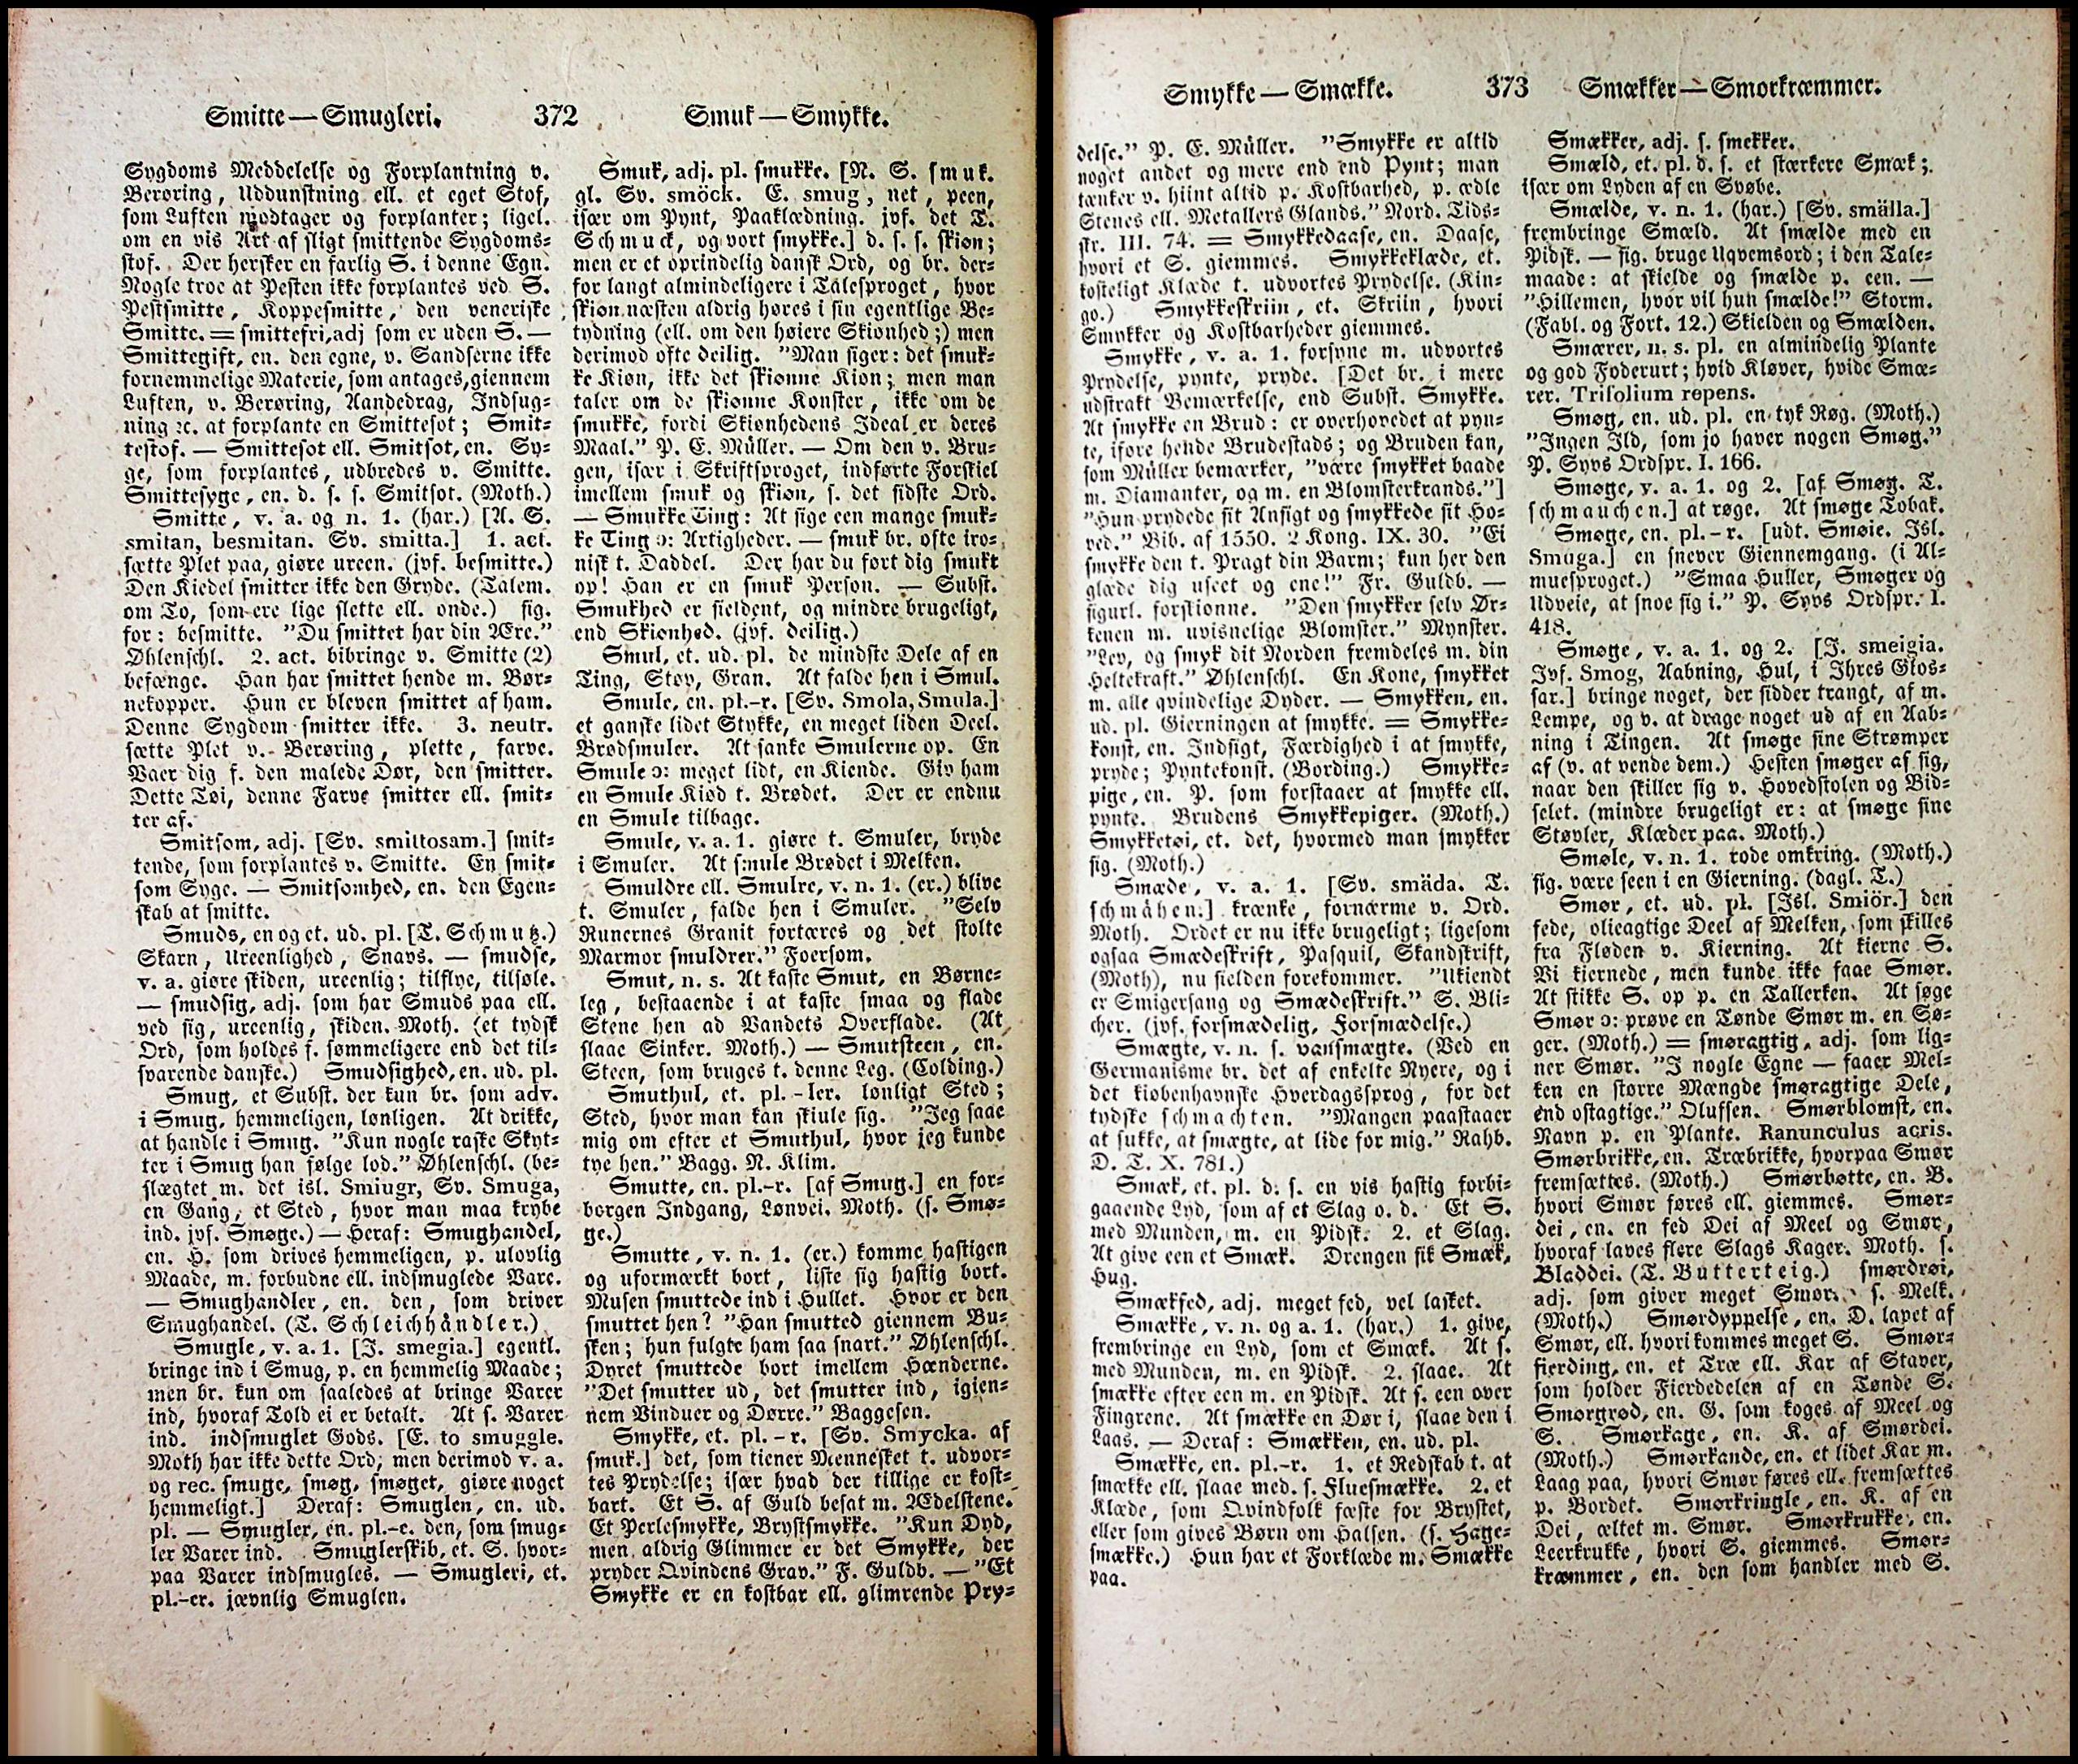 Smitte — Smugleri.
372
Smuk — Smykke.
Sygdoms Meddelelse og Forplantning v.
Berøring, Uddunstning ell. et eget Stof,
som Luften modtager og forplanter; ligel.
om en vis Art af sligt smittende Sygdoms-
stof. Der hersker en farlig S. i denne Egn.
Nogle troe at Pesten ikke forplantes ved S.
Pestsmitte, Koppesmitte, den veneriske
Smitte. = smittefri, adj som er uden S. —
Smittegift, en. den egne, v. Sandserne ikke
fornemmelige Materie, som antages, giennem
Luften, v. Berøring, Aandedrag, Indsug-
ning ꝛc. at forplante en Smittesot; Smit-
testof. — Smittesot ell. Smitsot, en. Sy-
ge, som forplantes, udbredes v. Smitte.
Smittesyge, en. d. s. s. Smitsot. (Moth.)
Smitte, v. a. og n. 1. (har.) [A. S.
smitan, besmitan. Sv. smitta.] 1. act.
sætte Plet paa, giøre ureen. (jvf. besmitte.)
Den Kiedel smitter ikke den Gryde. (Talem.
om To, som ere lige slette ell. onde.) fig.
for: besmitte. "Du smittet har din Ære."
Øhlenschl. 2. act. bibringe v. Smitte (2)
befænge. Han har smittet hende m. Bør-
nekopper. Hun er bleven smittet af ham.
Denne Sygdom smitter ikke. 3. neutr.
sætte Plet v. Berøring, plette, farve.
Vaer dig f. den malede Dør, den smitter.
Dette Tøi, denne Farve smitter ell. smit-
ter af.
Smitsom, adj. [Sv. smittosam.] smit-
tende, som forplantes v. Smitte. En smit-
som Syge. — Smitsomhed, en. den Egen-
skab at smitte.
Smuds, en og et. ud. pl. [T. Schmutz.)
Skarn, Ureenlighed, Snavs. — smudse,
v. a. giøre skiden, ureenlig; tilflye, tilsøle.
— smudsig, adj. som har Smuds paa ell.
ved sig, ureenlig, skiden. Moth. (et tydsk
Ord, som holdes f. sømmeligere end det til-
svarende danske.) Smudsighed, en. ud. pl.
Smug, et Subst. der kun br. som adv.
i Smug, hemmeligen, lønligen. At drikke,
at handle i Smug. "Kun nogle raske Skyt-
ter i Smug han følge lod." Øhlenschl. (be-
slægtet m. det isl. Smiugr, Sv. Smuga,
en Gang, et Sted, hvor man maa krybe
ind. jvf. Smøge.) — Heraf: Smughandel,
en. H. som drives hemmeligen, p. ulovlig
Maade, m. forbudne ell. indsmuglede Vare.
— Smughandler, en. den, som driver
Smughandel. (T. Schleichhändler.)
Smugle, v. a. 1. [J. smegia.] egentl.
bringe ind i Smug, p. en hemmelig Maade;
men br. kun om saaledes at bringe Varer
ind, hvoraf Told ei er betalt. At s. Varer
ind. indsmuglet Gods. [E. to smuggle.
Moth har ikke dette Ord; men derimod v. a.
og rec. smuge, smøg, smøget, giøre noget
hemmeligt.] Deraf: Smuglen, en. ud.
pl. — Smugler, en. pl.-e. den, som smug-
ler Varer ind. Smuglerskib, et. S. hvor-
paa Varer indsmugles. — Smugleri, et.
pl.-er. jævnlig Smuglen.
Smuk, adj. pl. smukke. [N. S. smuk.
gl. Sv. smöck. E. smug, net, peen,
især om Pynt, Paaklædning. jvf. det T.
Schmuck, og vort smykke.] d. s. s. skiøn;
men er et oprindelig dansk Ord, og br. der-
for langt almindeligere i Talesproget, hvor
skiøn næsten aldrig høres i sin egentlige Be-
tydning (ell. om den høiere Skiønhed;) men
derimod ofte deilig. "Man siger: det smuk-
ke Kiøn, ikke det skiønne Kiøn; men man
taler om de skiønne Konster, ikke om de
smukke, fordi Skiønhedens Ideal er deres
Maal." P. E. Müller. — Om den v. Bru-
gen, især i Skriftsproget, indførte Forskiel
imellem smuk og skiøn, s. det sidste Ord.
— Smukke Ting: At sige een mange smuk-
ke Ting ɔ: Artigheder. — smuk br. ofte iro-
nisk t. Daddel. Der har du ført dig smukt
op! Han er en smuk Person. — Subst.
Smukhed er sieldent, og mindre brugeligt,
end Skiønhed. (jvf. deilig.)
Smul, et. ud. pl. de mindste Dele af en
Ting, Støv, Gran. At falde hen i Smul.
Smule, en. pl.-r. [Sv. Smola, Smula.]
et ganske lidet Stykke, en meget liden Deel.
Brødsmuler. At sanke Smulerne op. En
Smule ɔ: meget lidt, en Kiende. Giv ham
en Smule Kiød t. Brødet. Der er endnu
en Smule tilbage.
Smule, v. a. 1. giøre t. Smuler, bryde
i Smuler. At smule Brødet i Melken.
Smuldre ell. Smulre, v. n. 1. (er.) blive
t. Smuler, falde hen i Smuler. "Selv
Runernes Granit fortæres og det stolte
Marmor smuldrer." Foersom.
Smut, n. s. At kaste Smut, en Børne-
leg, bestaaende i at kaste smaa og flade
Stene hen ad Vandets Overflade. (At
slaae Sinker. Moth.) — Smutsteen, en.
Steen, som bruges t. denne Leg. (Colding.)
Smuthul, et. pl. -ler. lønligt Sted;
Sted, hvor man kan skiule sig. "Jeg saae
mig om efter et Smuthul, hvor jeg kunde
tye hen." Bagg. N. Klim.
Smutte, en. pl.-r. [af Smug.] en for-
borgen Indgang, Lønvei. Moth. (s. Smø-
ge.)
Smutte, v. n. 1. (er.) komme hastigen
og uformærkt bort, liste sig hastig bort.
Musen smuttede ind i Hullet. Hvor er den
smuttet hen? "Han smutted giennem Bu-
sken; hun fulgte ham saa snart." Øhlenschl.
Dyret smuttede bort imellem Hænderne.
"Det smutter ud, det smutter ind, igien-
nem Vinduer og Dørre." Baggesen.
Smykke, et. pl. -r. [Sv. Smycka. af
smuk.] det, som tiener Mennesket t. udvor-
tes Prydelse; især hvad der tillige er kost-
bart. Et S. af Guld besat m. Ædelstene.
Et Perlesmykke, Brystsmykke. "Kun Dyd,
men aldrig Glimmer er det Smykke, der
pryder Qvindens Grav." F. Guldb. — "Et
Smykke er en kostbar ell. glimrende Pry-
Smykke — Smække.
373
Smækker — Smørkræmmer.
delse." P. E. Müller. "Smykke er altid
noget andet og mere end end Pynt; man
tænker v. hiint altid p. Kostbarhed, p. ædle
Stenes ell. Metallers Glands." Nord. Tids-
skr. III. 74. = Smykkedaase, en. Daase,
hvori et S. giemmes. Smykkeklæde, et.
kosteligt Klæde t. udvortes Prydelse. (Kin-
go.) Smykkeskriin, et. Skriin, hvori
Smykker og Kostbarheder giemmes.
Smykke, v. a. 1. forsyne m. udvortes
Prydelse, pynte, pryde. [Det br. i mere
udstrakt Bemærkelse, end Subst. Smykke.
At smykke en Brud: er overhovedet at pyn-
te, iføre hende Brudestads; og Bruden kan,
som Müller bemærker, "være smykket baade
m. Diamanter, og m. en Blomsterkrands."]
"Hun prydede sit Ansigt og smykkede sit Ho-
ved." Bib. af 1550. 2 Kong. IX. 30. "Ei
smykke den t. Pragt din Barm; kun her den
glæde dig useet og ene!" Fr. Guldb. —
figurl. forskiønne. "Den smykker selv Ør-
kenen m. uvisnelige Blomster." Mynster.
"Lev, og smyk dit Norden fremdeles m. din
Heltekraft." Øhlenschl. En Kone, smykket
m. alle qvindelige Dyder. — Smykken, en.
ud. pl. Gierningen at smykke. = Smykke-
konst, en. Indsigt, Færdighed i at smykke,
pryde; Pyntekonst. (Bording.) Smykke-
pige, en. P. som forstaaer at smykke ell.
pynte. Brudens Smykkepiger. (Moth.)
Smykketøi, et. det, hvormed man smykker
sig. (Moth.)
Smæde, v. a. 1. [Sv. smäda. T.
schmähen.] krænke, fornærme v. Ord.
Moth. Ordet er nu ikke brugeligt; ligesom
ogsaa Smædeskrift, Pasquil, Skandskrift,
(Moth), nu sielden forekommer. "Ukiendt
er Smigersang og Smædeskrift." S. Bli-
cher. (jvf. forsmædelig, Forsmædelse.)
Smægte, v. n. s. vansmægte. (Ved en
Germanisme br. det af enkelte Nyere, og i
det kiøbenhavnske Hverdagssprog, for det
tydske schmachten. "Mangen paastaaer
at sukke, at smægte, at lide for mig." Rahb.
D. T. X. 781.)
Smæk, et. pl. d. s. en vis hastig forbi-
gaaende Lyd, som af et Slag o. d. Et S.
med Munden, m. en Pidsk. 2. et Slag.
At give een et Smæk. Drengen fik Smæk,
Hug.
Smækfed, adj. meget fed, vel lasket.
Smække, v. n. og a. 1. (har.) 1. give,
frembringe en Lyd, som et Smæk. At s.
med Munden, m. en Pidsk. 2. slaae. At
smække efter een m. en Pidsk. At s. een over
Fingrene. At smække en Dør i, slaae den i
Laas. — Deraf: Smækken, en. ud. pl.
Smække, en. pl.-r. 1. et Redskab t. at
smække ell. slaae med. s. Fluesmække. 2. et
Klæde, som Qvindfolk fæste for Brystet,
eller som gives Børn om Halsen. (s. Hage-
smække.) Hun har et Forklæde m. Smække
paa.
Smækker, adj. s. smekker.
Smæld, et. pl. d. s. et stærkere Smæk;
især om Lyden af en Svøbe.
Smælde, v. n. 1. (har.) [Sv. smälla.]
frembringe Smæld. At smælde med en
Pidsk. — fig. bruge Uqvemsord; i den Tale-
maade: at skielde og smælde p. een. —
"Hillemen, hvor vil hun smælde!" Storm.
(Fabl. og Fort. 12.) Skielden og Smælden.
Smærer, n. s. pl. en almindelig Plante
og god Foderurt; hvid Kløver, hvide Smæ-
rer. Trifolium repens.
Smøg, en. ud. pl. en tyk Røg. (Moth.)
"Ingen Ild, som jo haver nogen Smøg."
P. Syvs Ordspr. I. 166.
Smøge, v. a. 1. og 2. [af Smøg. T.
schmauchen.] at røge. At smøge Tobak.
Smøge, en. pl.-r. [udt. Smøie. Isl.
Smuga.] en snever Giennemgang. (i Al-
muesproget.) "Smaa Huller, Smøger og
Udveie, at snoe sig i." P. Syvs Ordspr. I.
418.
Smøge, v. a. 1. og 2. [J. smeigia.
Jvf. Smog, Aabning, Hul, i Ihres Glos-
sar.] bringe noget, der sidder trangt, af m.
Lempe, og v. at drage noget ud af en Aab-
ning i Tingen. At smøge sine Strømper
af (v. at vende dem.) Hesten smøger af sig,
naar den skiller sig v. Hovedstolen og Bid-
selet. (mindre brugeligt er: at smøge sine
Støvler, Klæder paa. Moth.)
Smøle, v. n. 1. rode omkring. (Moth.)
fig. være seen i en Gierning. (dagl. T.)
Smør, et. ud. pl. [Isl. Smiör.] den
fede, olieagtige Deel af Melken, som skilles
fra Fløden v. Kierning. At kierne S.
Vi kiernede, men kunde ikke faae Smør.
At stikke S. op p. en Tallerken. At søge
Smør ɔ: prøve en Tønde Smør m. en Sø-
ger. (Moth.) = smøragtig, adj. som lig-
ner Smør. "I nogle Egne — faaer Mel-
ken en større Mængde smøragtige Dele,
end ostagtige." Olufsen. Smørblomst, en.
Navn p. en Plante. Ranunculus acris.
Smørbrikke, en. Træbrikke, hvorpaa Smør
fremsættes. (Moth.) Smørbøtte, en. B.
hvori Smør føres ell. giemmes. Smør-
dei, en. en fed Dei af Meel og Smør,
hvoraf laves flere Slags Kager. Moth. s.
Bladdei. (T. Butterteig.) smørdrøi,
adj. som giver meget Smør. s. Melk.
(Moth.) Smørdyppelse, en. D. lavet af
Smør, ell. hvori kommes meget S. Smør-
fierding, en. et Træ ell. Kar af Staver,
som holder Fierdedelen af en Tønde S.
Smørgrød, en. G. som koges af Meel og
S. Smørkage, en. K. af Smørdei.
(Moth.) Smørkande, en. et lidet Kar m.
Laag paa, hvori Smør føres ell. fremsættes
p. Bordet. Smørkringle, en. K. af en
Dei, æltet m. Smør. Smørkrukke, en.
Leerkrukke, hvori S. giemmes. Smør-
kræmmer, en. den som handler med S.